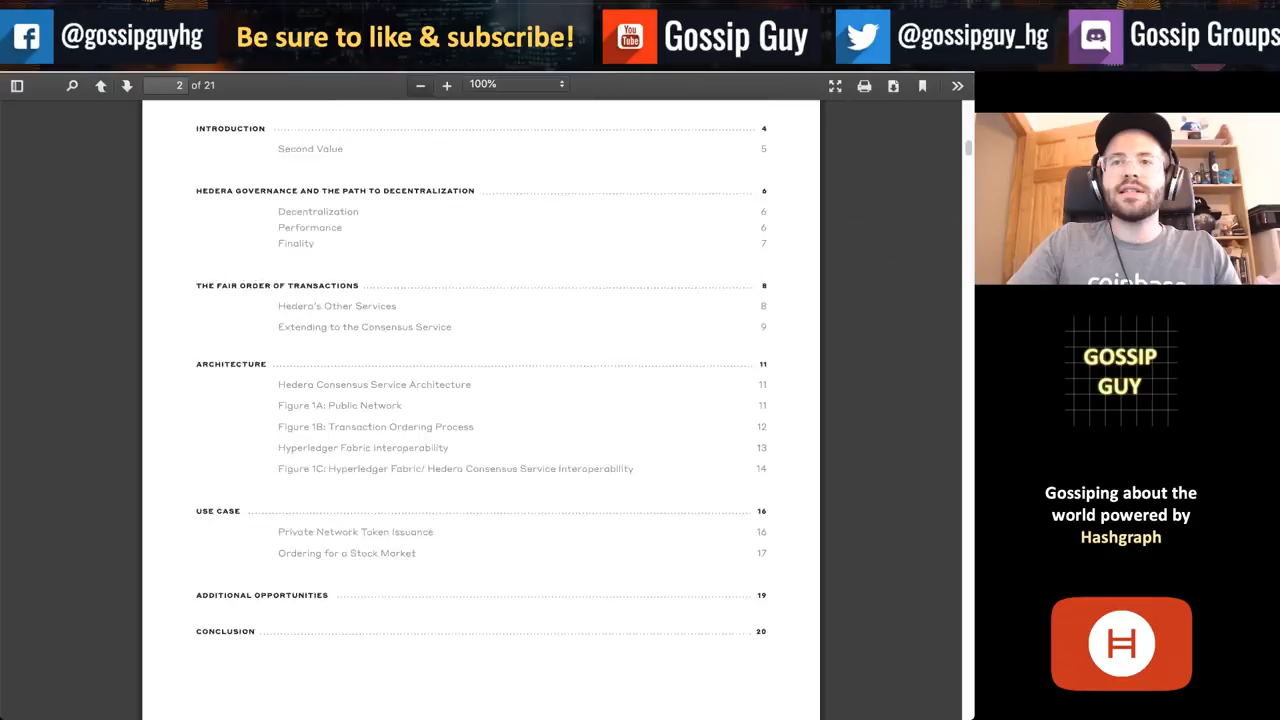 @gossipguyhg
Be sure to like & subscribe!
You
Tube
Gossip Guy
@gossipguy_hg
Gossip Groups
2 of 21
100%
INTRODUCTION 4
Second Value 5
HEDERA GOVERNANCE AND THE PATH TO DECENTRALIZATION 6
Decentralization 6
Performance 6
Finality 7
THE FAIR ORDER OF TRANSACTIONS 8
Hedera's Other Services 8
Extending to the Consensus Service 9
ARCHITECTURE 11
Hedera Consensus Service Architecture 11
Figure 1A: Public Network 11
Figure 1B: Transaction Ordering Process 12
Hyperledger Fabric interoperability 13
Figure 1C: Hyperledger Fabric/ Hedera Consensus Service Interoperability 14
USE CASE 16
Private Network Token Issuance 16
Ordering for a Stock Market 17
ADDITIONAL OPPORTUNITIES 19
CONCLUSION 20
coinbase
GOSSIP
GUY
Gossiping about the
world powered by
Hashgraph
H